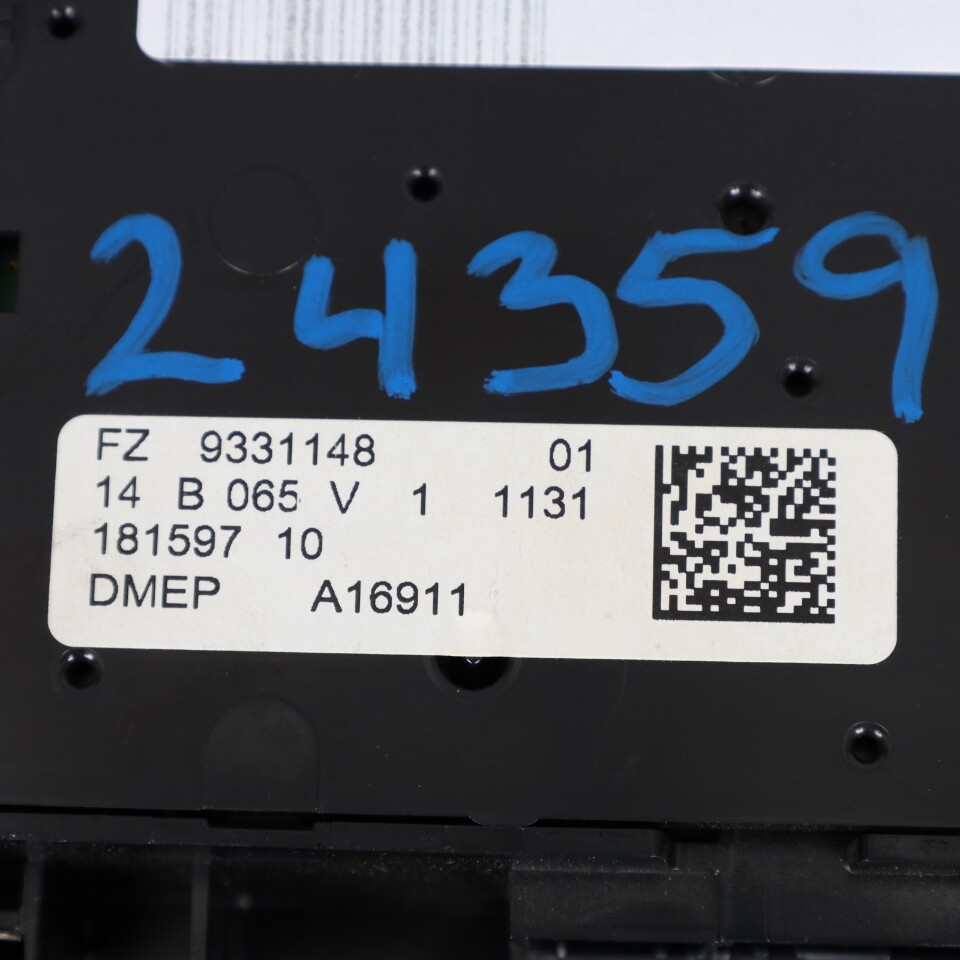 24359
FZ 9331148 01
14 B 065 V 1 1131
181597 10
DMEP A16911